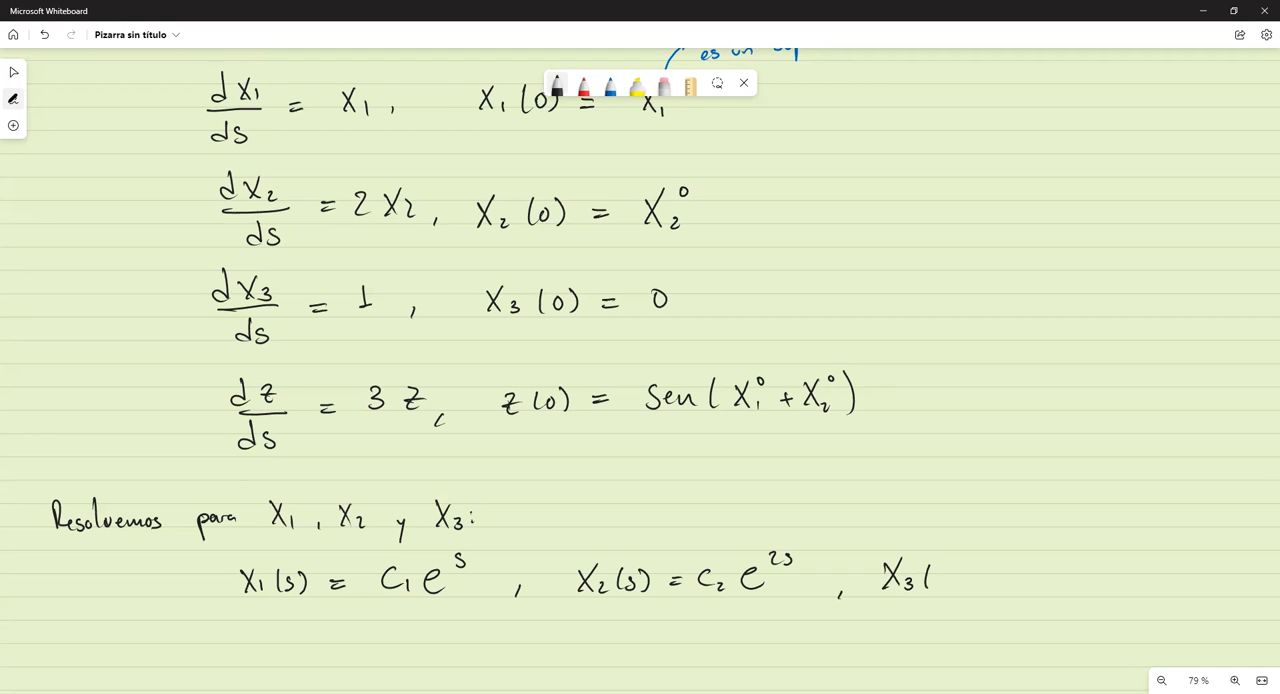 Microsoft Whiteboard
Pizarra sin título
es un
dX₁/ds = X₁, X₁(0) = X₁
dX₂/ds = 2X₂, X₂(0) = X₂⁰
dX₃/ds = 1, X₃(0) = 0
dz/ds = 3z, z(0) = Sen(X₁⁰ + X₂⁰)
Resolvemos para X₁, X₂ y X₃:
X₁(s) = C₁e^s, X₂(s) = C₂e^2s, X₃(
79 %